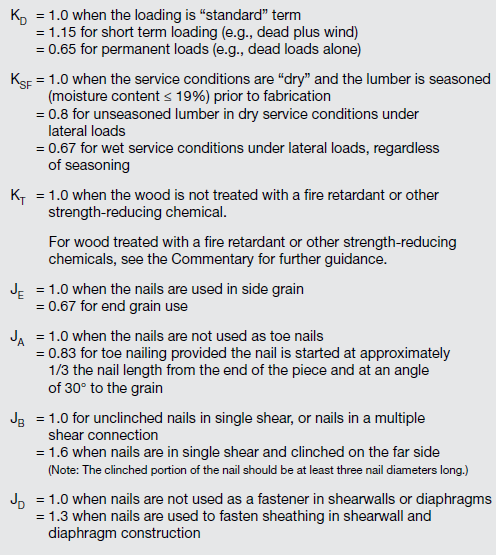 K_D = 1.0 when the loading is “standard” term
= 1.15 for short term loading (e.g., dead plus wind)
= 0.65 for permanent loads (e.g., dead loads alone)
K_SF = 1.0 when the service conditions are “dry” and the lumber is seasoned
(moisture content ≤ 19%) prior to fabrication
= 0.8 for unseasoned lumber in dry service conditions under
lateral loads
= 0.67 for wet service conditions under lateral loads, regardless
of seasoning
K_T = 1.0 when the wood is not treated with a fire retardant or other
strength-reducing chemical.
For wood treated with a fire retardant or other strength-reducing
chemicals, see the Commentary for further guidance.
J_E = 1.0 when the nails are used in side grain
= 0.67 for end grain use
J_A = 1.0 when the nails are not used as toe nails
= 0.83 for toe nailing provided the nail is started at approximately
1/3 the nail length from the end of the piece and at an angle
of 30° to the grain
J_B = 1.0 for unclinched nails in single shear, or nails in a multiple
shear connection
= 1.6 when nails are in single shear and clinched on the far side
(Note: The clinched portion of the nail should be at least three nail diameters long.)
J_D = 1.0 when nails are not used as a fastener in shearwalls or diaphragms
= 1.3 when nails are used to fasten sheathing in shearwall and
diaphragm construction